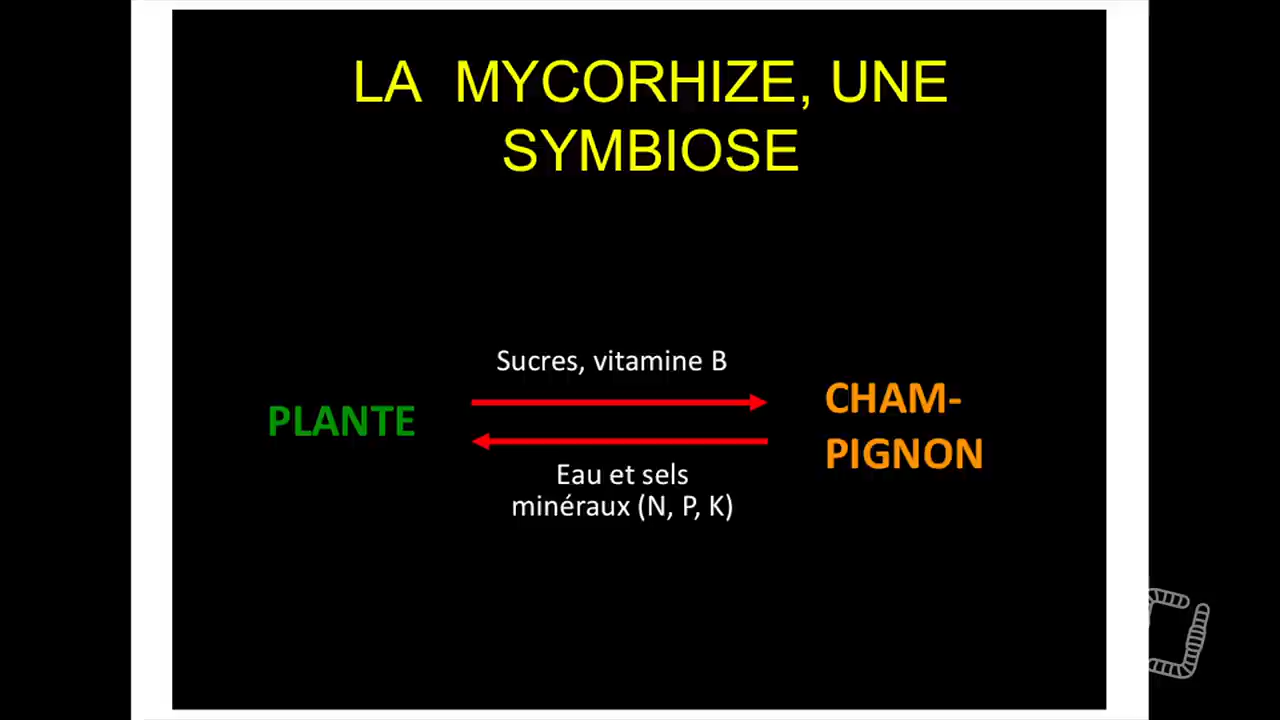 LA MYCORHIZE, UNE
SYMBIOSE
Sucres, vitamine B
PLANTE
CHAM-
PIGNON
Eau et sels
minéraux (N, P, K)